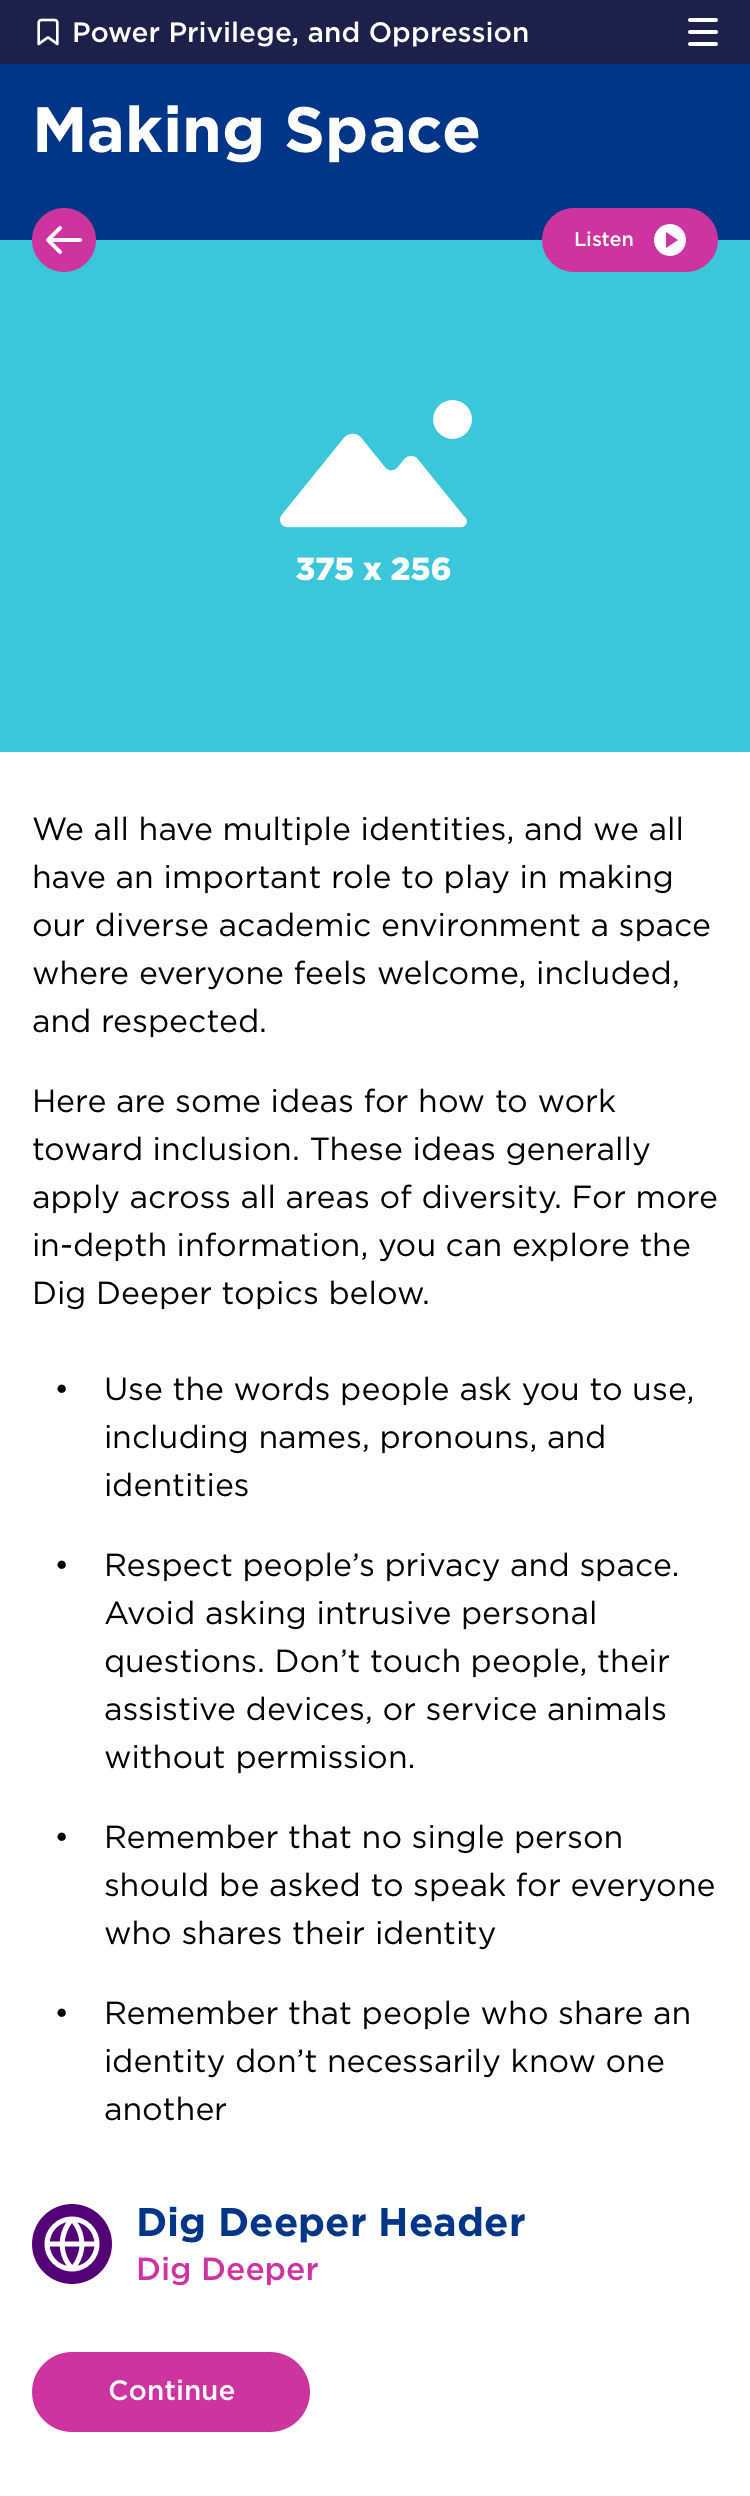 Power Privilege, and Oppression
Making Space
Listen
375 x 256
We all have multiple identities, and we all
have an important role to play in making
our diverse academic environment a space
where everyone feels welcome, included,
and respected.
Here are some ideas for how to work
toward inclusion. These ideas generally
apply across all areas of diversity. For more
in-depth information, you can explore the
Dig Deeper topics below.
• Use the words people ask you to use,
including names, pronouns, and
identities
• Respect people’s privacy and space.
Avoid asking intrusive personal
questions. Don’t touch people, their
assistive devices, or service animals
without permission.
• Remember that no single person
should be asked to speak for everyone
who shares their identity
• Remember that people who share an
identity don’t necessarily know one
another
Dig Deeper Header
Dig Deeper
Continue